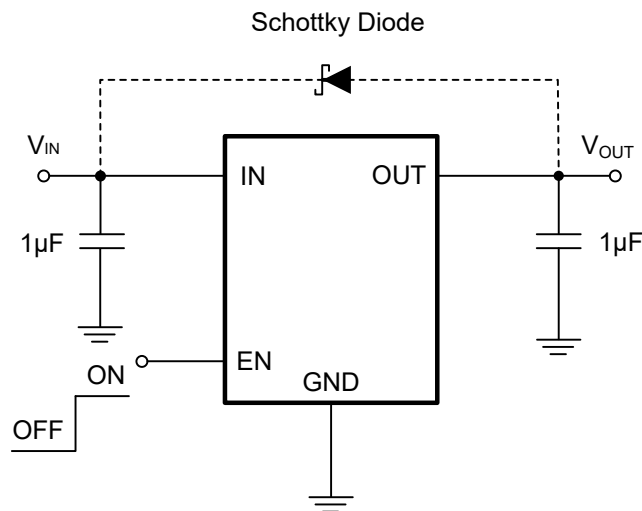 Schottky Diode
VIN
VOUT
IN
OUT
1µF
1µF
EN
ON
GND
OFF